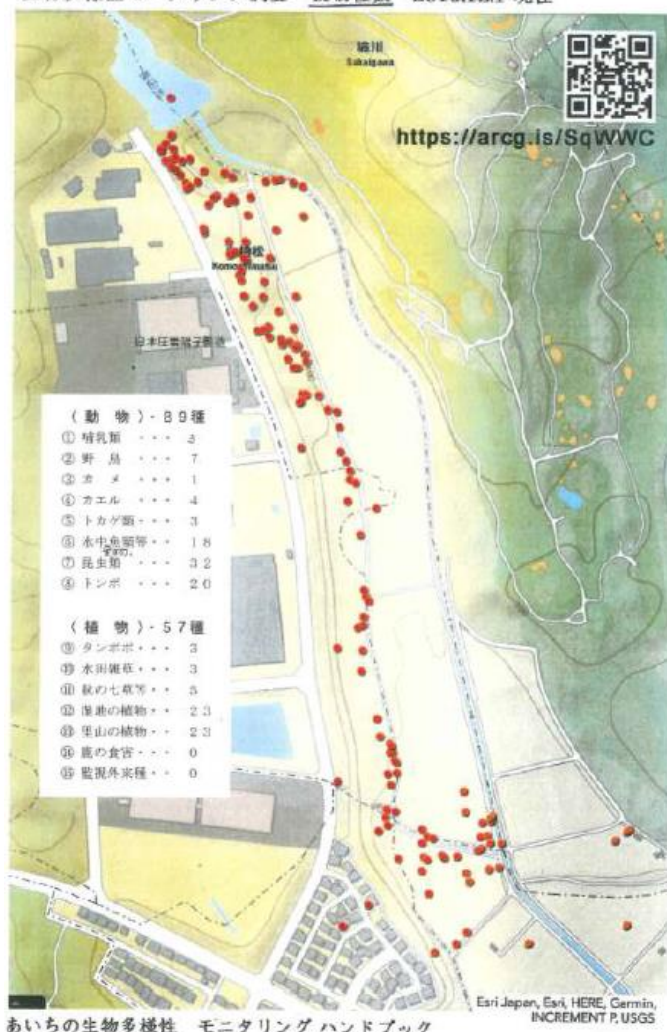 境川
Sakaigawa
https://arcg.is/SqWWC
日本圧着端子製造
(動物)・89種
① 哺乳類・・・3
② 野鳥・・・7
③ カメ・・・1
④ カエル・・・4
⑤ トカゲ類・・・3
⑥ 水中魚類等・・18
⑦ 昆虫類・・・32
⑧ トンボ・・・20
(植物)・57種
⑨ タンポポ・・・3
⑩ 水田雑草・・・3
⑪ 秋の七草等・・5
⑫ 湿地の植物・・23
⑬ 里山の植物・・23
⑭ 鹿の食害・・0
⑮ 監視外来種・・0
Esri Japan, Esri, HERE, Germin,
INCREMENT P, USGS
あいちの生物多様性 モニタリング ハンドブック